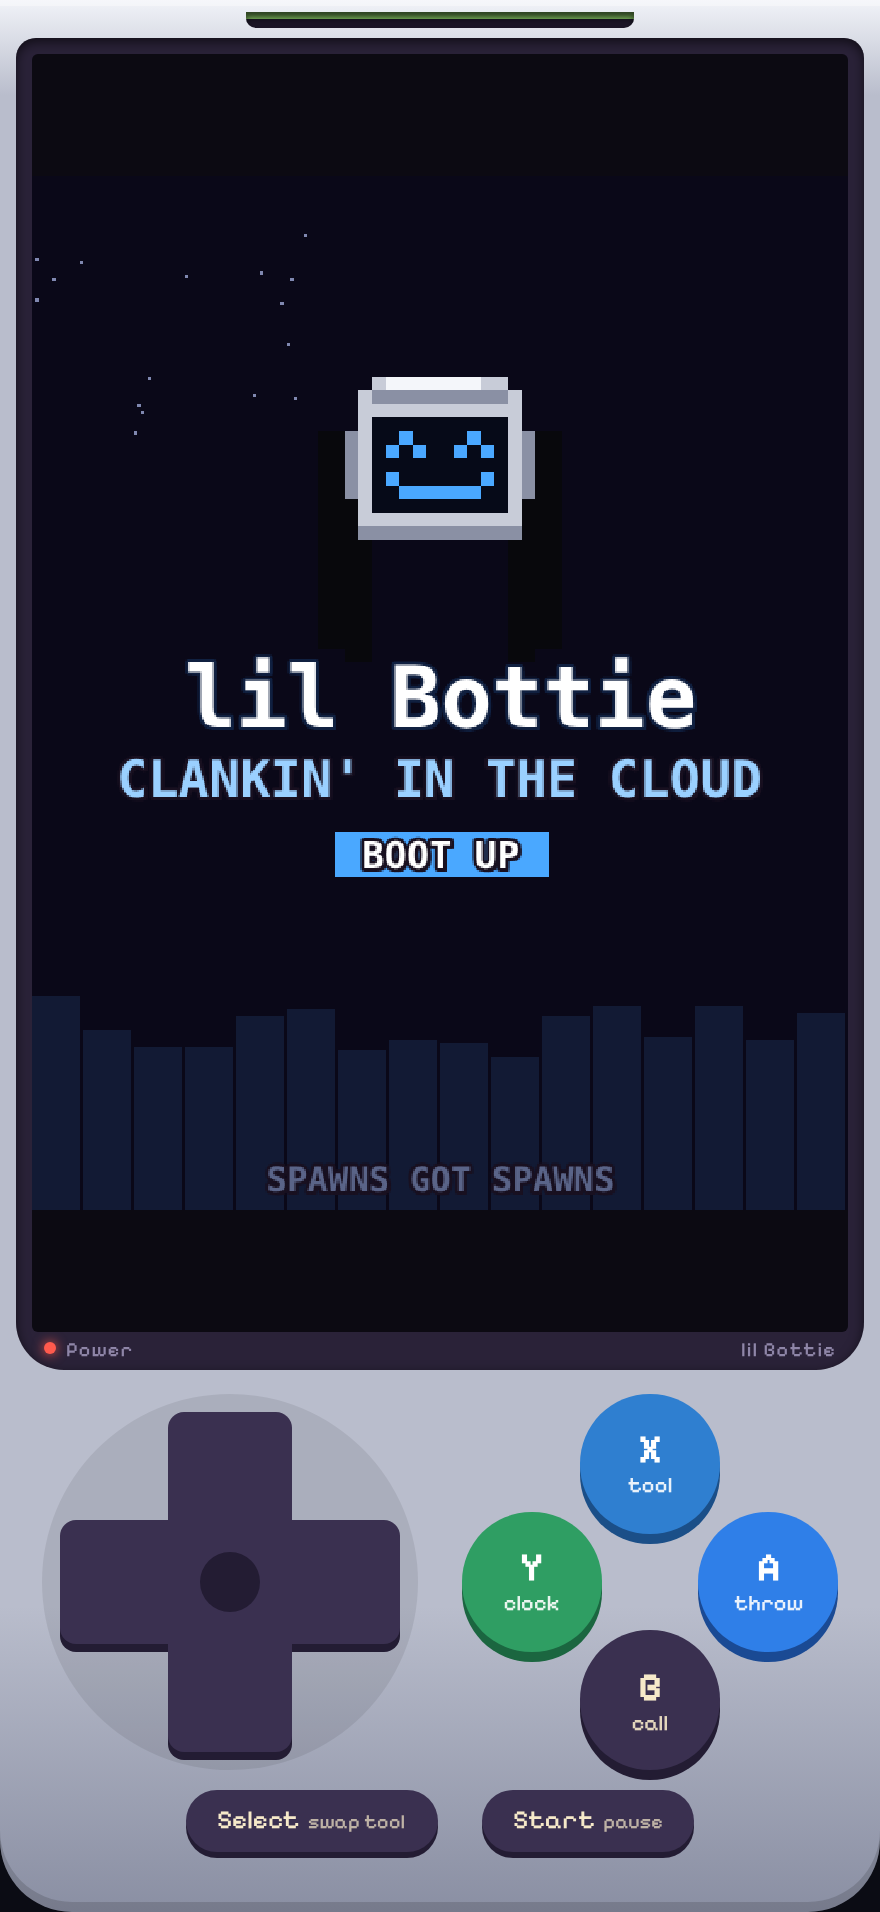 lil Bottie
CLANKIN' IN THE CLOUD
BOOT UP
SPAWNS GOT SPAWNS
Power
lil Bottie
X
tool
Y
clock
A
throw
B
call
Select swap tool
Start pause